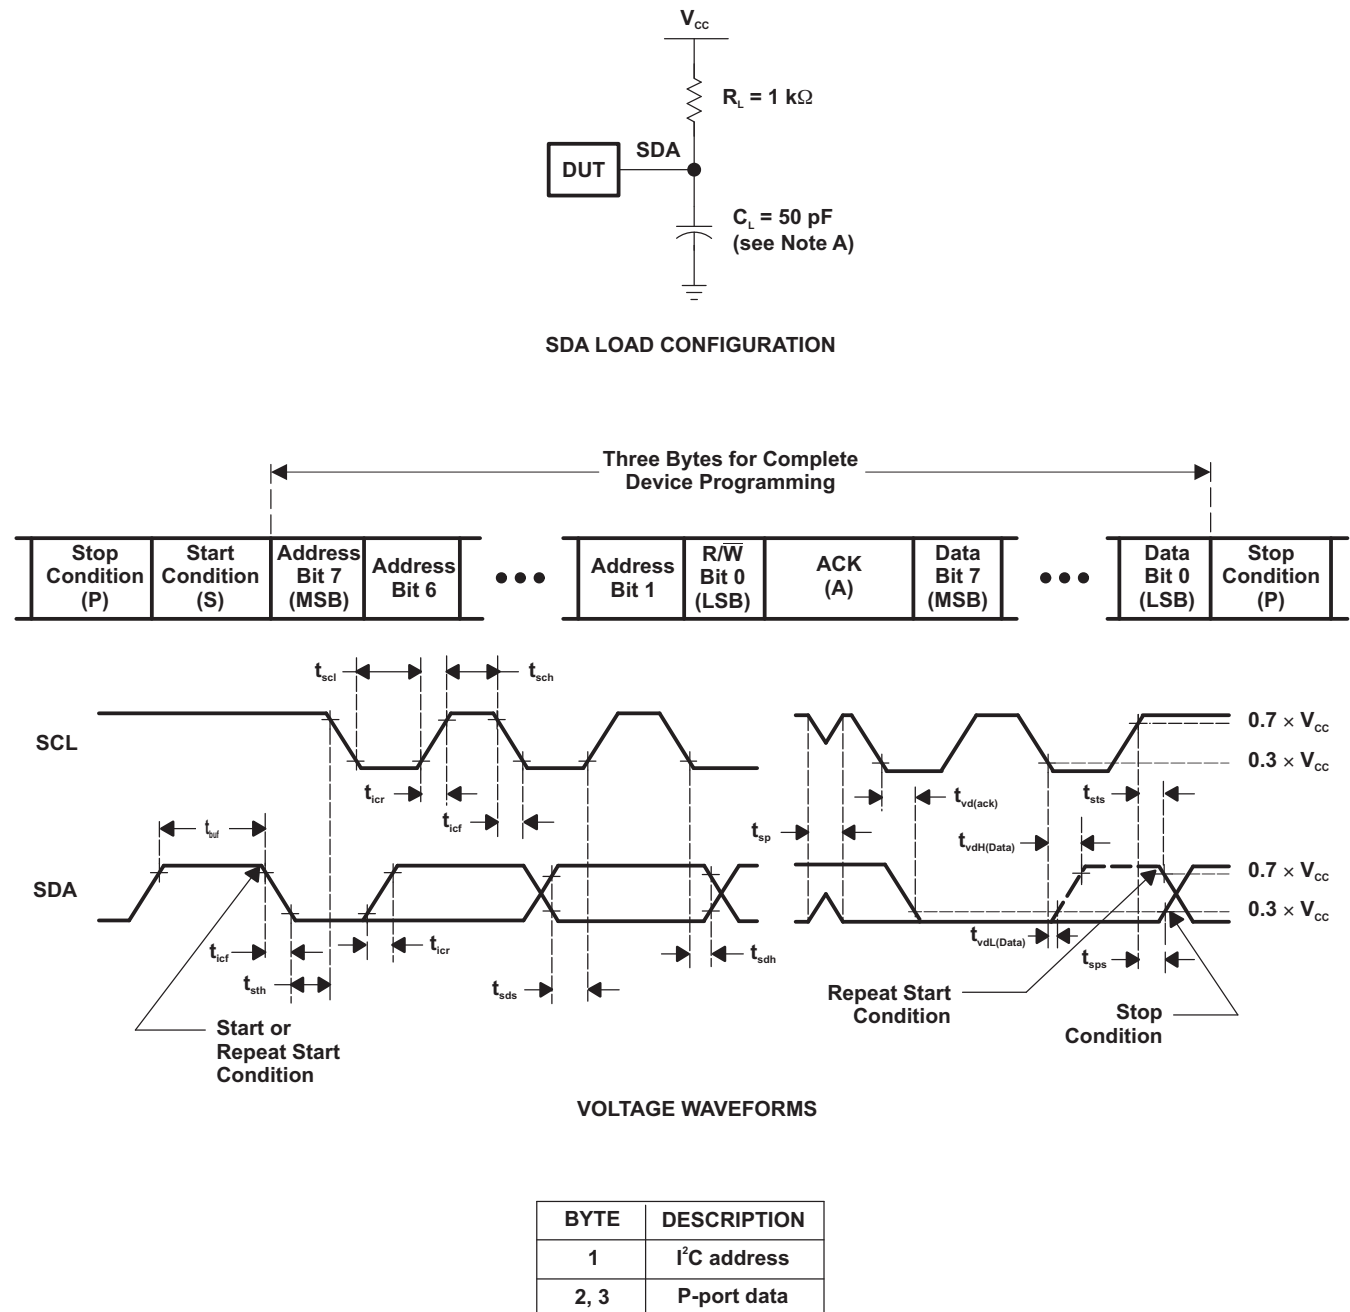 Vcc
R_L = 1 kΩ
SDA
DUT
C_L = 50 pF
(see Note A)
SDA LOAD CONFIGURATION
Three Bytes for Complete
Device Programming
Stop
Condition
(P)
Start
Condition
(S)
Address
Bit 7
(MSB)
Address
Bit 6
•••
Address
Bit 1
R/W̅
Bit 0
(LSB)
ACK
(A)
Data
Bit 7
(MSB)
•••
Data
Bit 0
(LSB)
Stop
Condition
(P)
t_scl
t_sch
SCL
0.7 × V_CC
0.3 × V_CC
t_icr
t_icf
t_buf
t_sp
t_vd(ack)
t_vdH(Data)
t_sts
SDA
0.7 × V_CC
0.3 × V_CC
t_icf
t_sth
t_icr
t_sds
t_sdh
t_vdL(Data)
t_sps
Start or
Repeat Start
Condition
Repeat Start
Condition
Stop
Condition
VOLTAGE WAVEFORMS
BYTE DESCRIPTION
1 I²C address
2, 3 P-port data